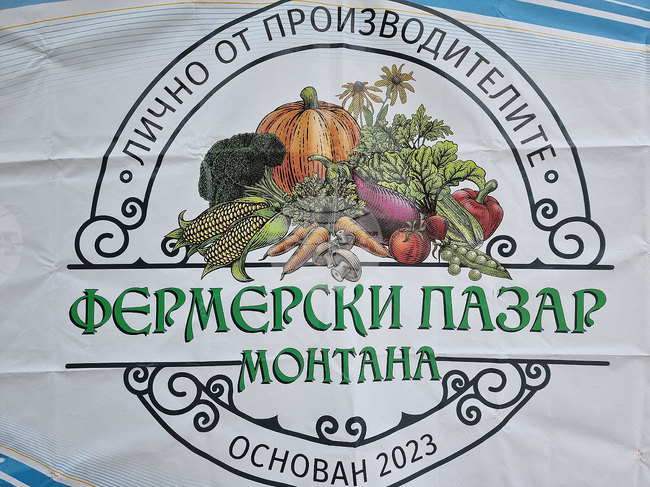 ЛИЧНО ОТ ПРОИЗВОДИТЕЛИТЕ
ФЕРМЕРСКИ ПАЗАР
МОНТАНА
ОСНОВАН 2023